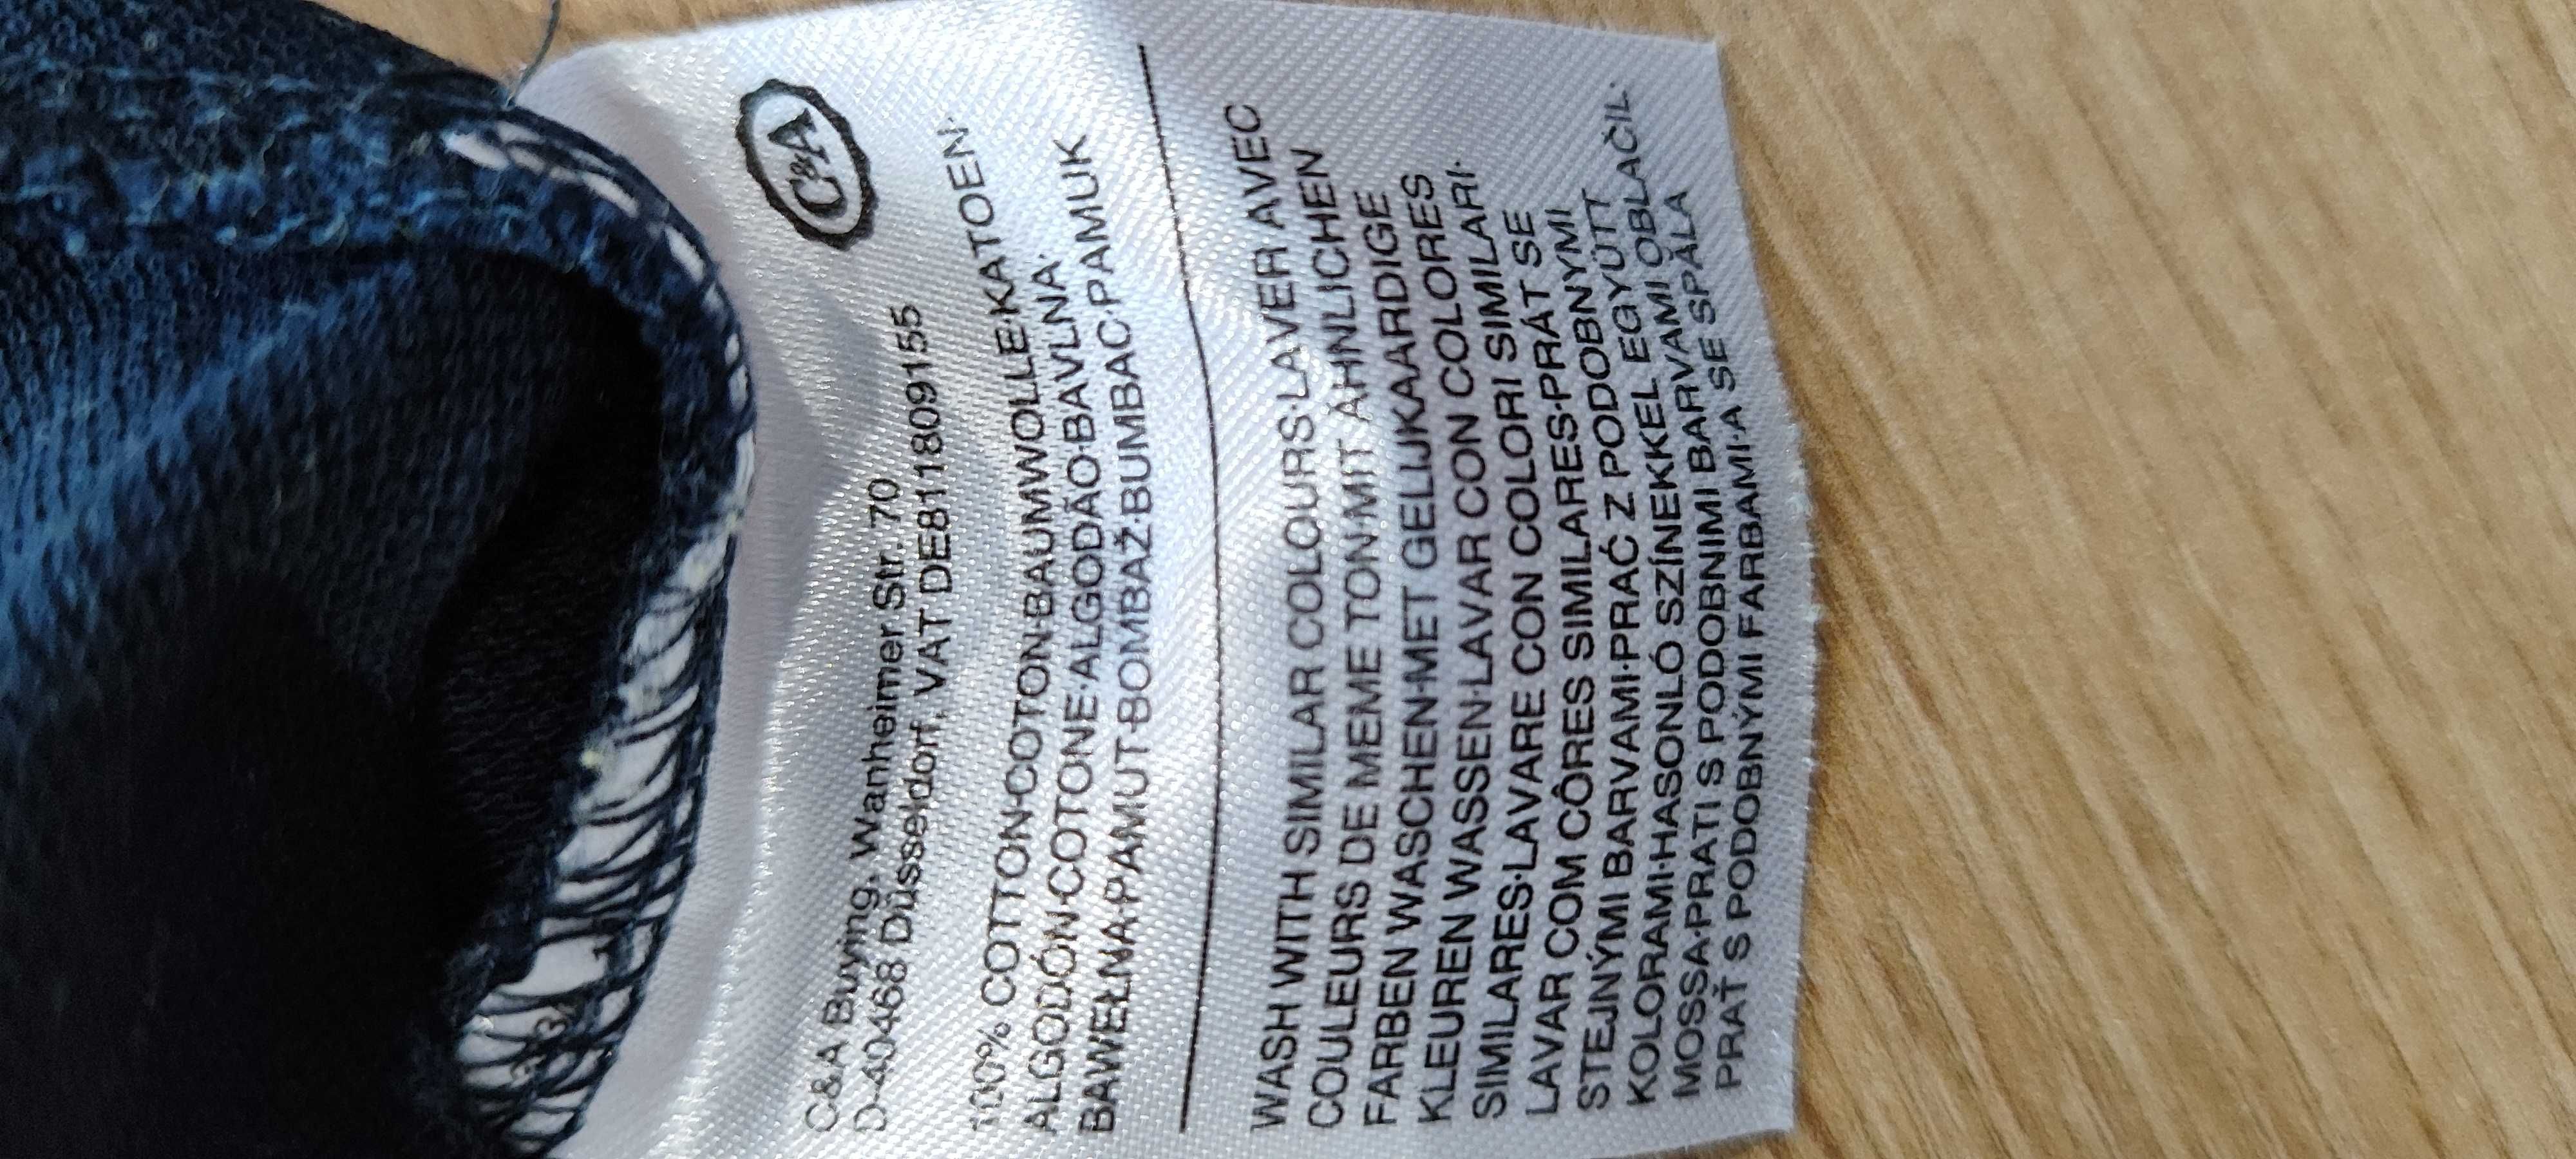 C&A
C&A Buying, Wanheimer Str. 70
D-40468 Düsseldorf, VAT DE811809155
100% COTTON·COTON·BAUMWOLLE·KATOEN·
ALGODÓN·COTONE·ALGODÃO·BAVLNA·
BAWEŁNA·PAMUT·BOMBAŽ·BUMBAC·PAMUK
WASH WITH SIMILAR COLOURS·LAVER AVEC
COULEURS DE MEME TON·MIT ÄHNLICHEN
FARBEN WASCHEN·MET GELIJKAARDIGE
KLEUREN WASSEN·LAVAR CON COLORES
SIMILARES·LAVARE CON COLORI SIMILARI·
LAVAR COM CÔRES SIMILARES·PRÁT SE
STEJNÝMI BARVAMI·PRAĆ Z PODOBNYMI
KOLORAMI·HASONLÓ SZÍNEKKEL EGYÜTT
MOSSA·PRATI S PODOBNIMI BARVAMI OBLAČIL·
PRAŤ S PODOBNÝMI FARBAMI·A SE SPĂLA